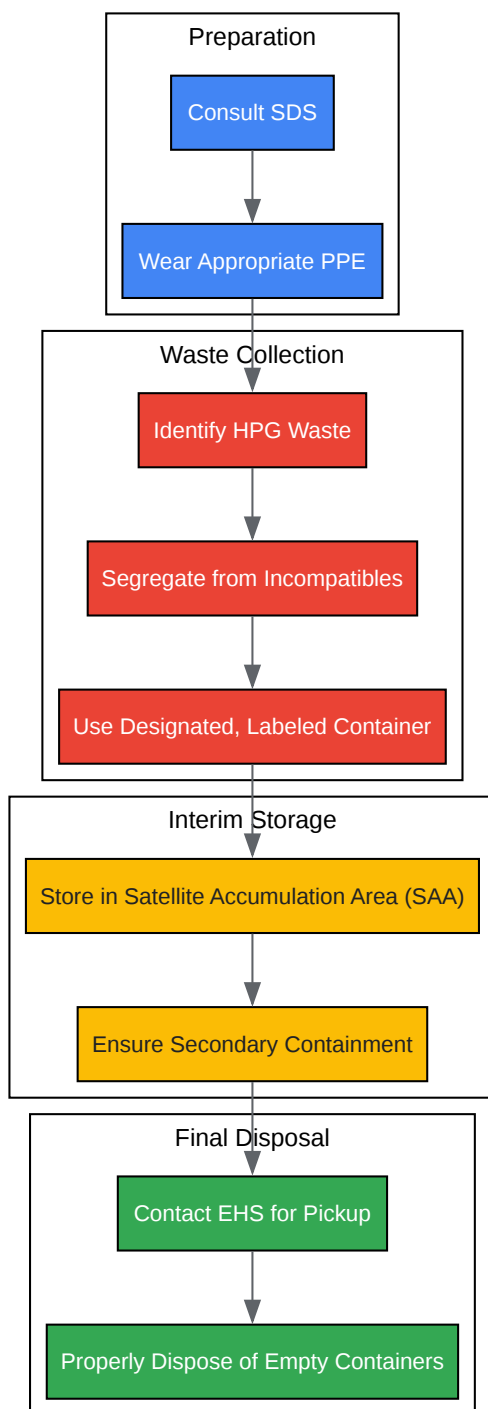 Preparation
Consult SDS
Wear Appropriate PPE
Waste Collection
Identify HPG Waste
Segregate from Incompatibles
Use Designated, Labeled Container
Interim Storage
Store in Satellite Accumulation Area (SAA)
Ensure Secondary Containment
Final Disposal
Contact EHS for Pickup
Properly Dispose of Empty Containers